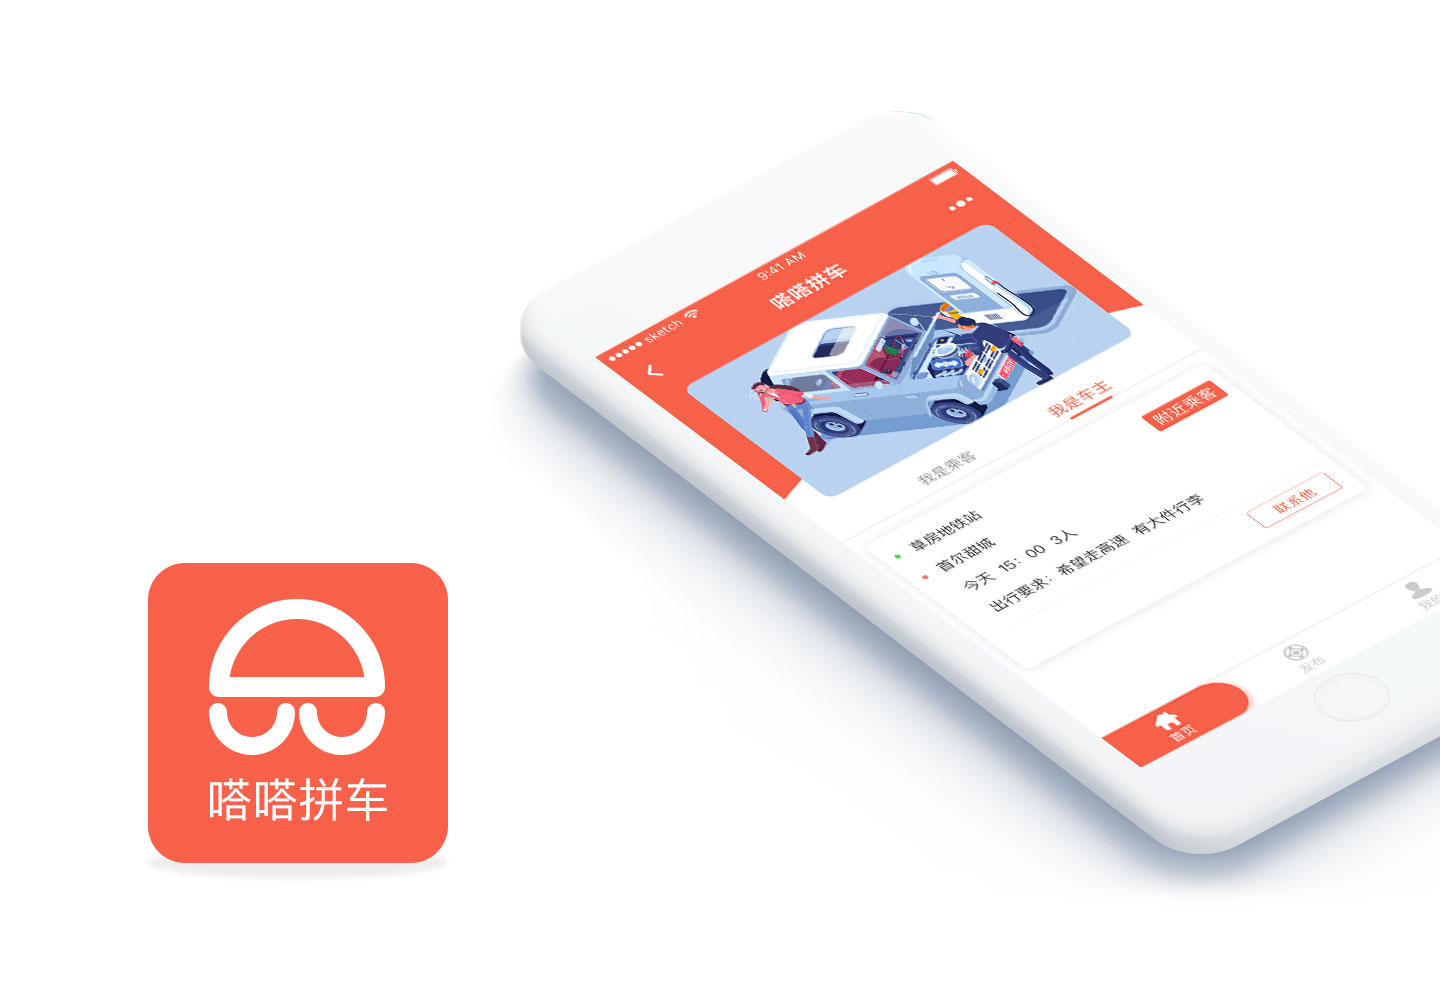 sketch
9:41 AM
嗒嗒拼车
我是乘客
我是车主
附近乘客
草房地铁站
首尔甜城
今天 15：00 3人
出行要求：希望走高速 有大件行李
联系他
首页
发布
嗒嗒拼车